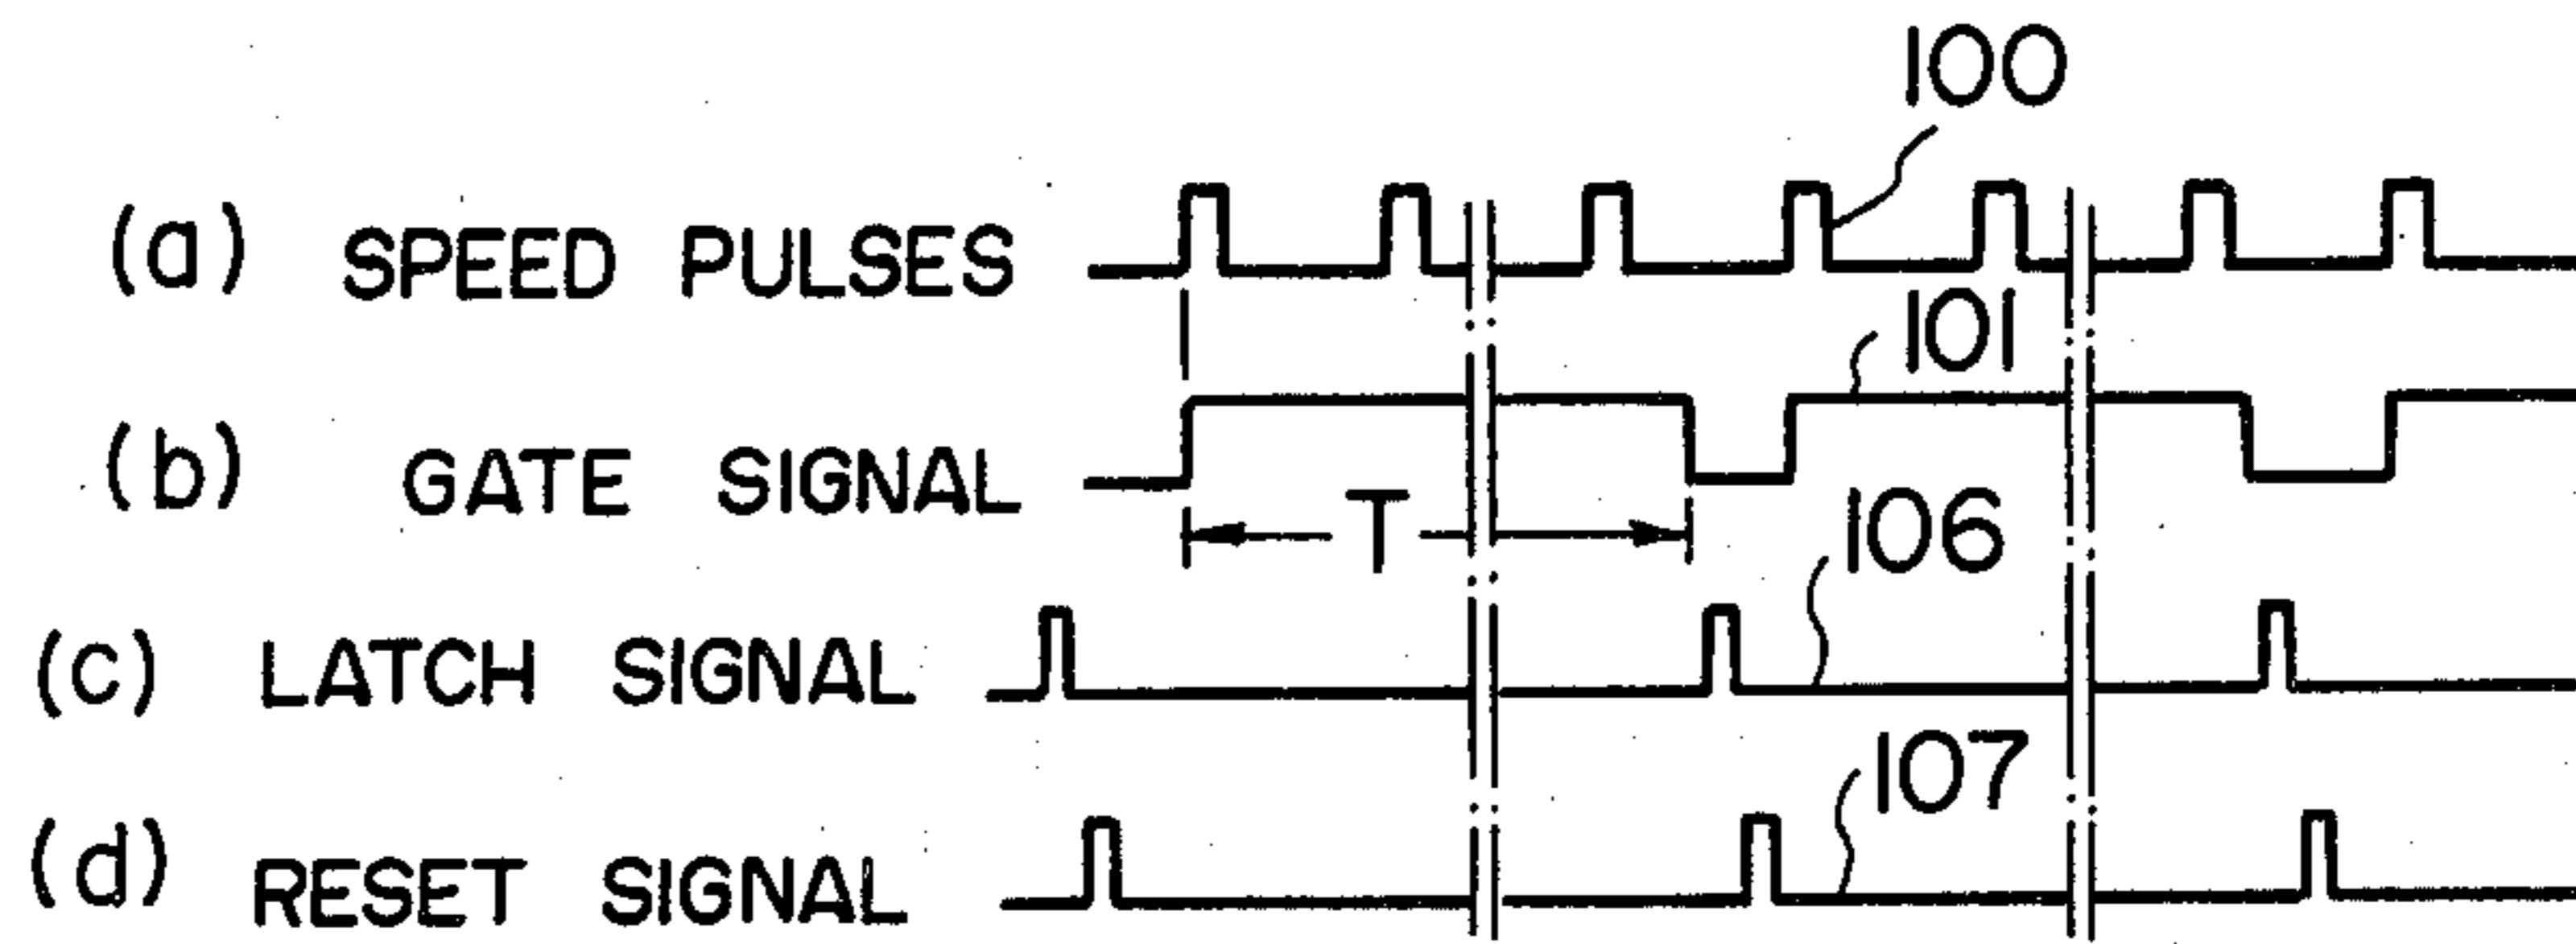 100
(a) SPEED PULSES
101
(b) GATE SIGNAL
T
106
(c) LATCH SIGNAL
107
(d) RESET SIGNAL